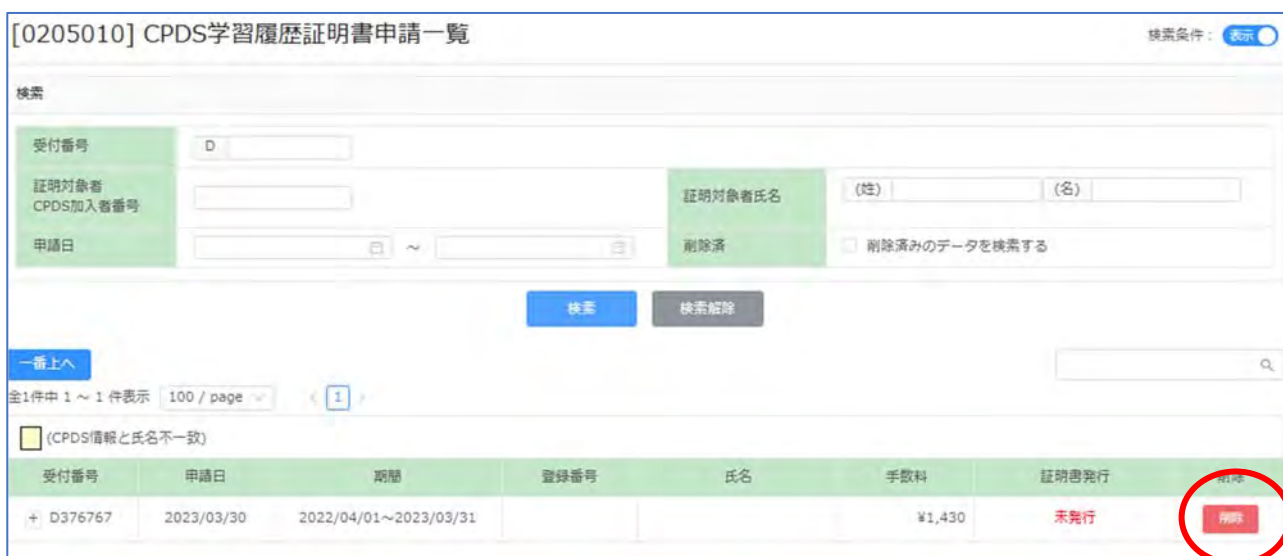 [0205010] CPDS学習履歴証明書申請一覧
検索条件： 表示
検索
受付番号 D
証明対象者
CPDS加入者番号
証明対象者氏名 (姓) (名)
申請日 ～
削除済 削除済みのデータを検索する
検索 検索解除
一番上へ
全1件中 1 ～ 1 件表示 100 / page < 1 >
(CPDS情報と氏名不一致)
受付番号 申請日 期間 登録番号 氏名 手数料 証明書発行 削除
+ D376767 2023/03/30 2022/04/01～2023/03/31 ¥1,430 未発行 削除